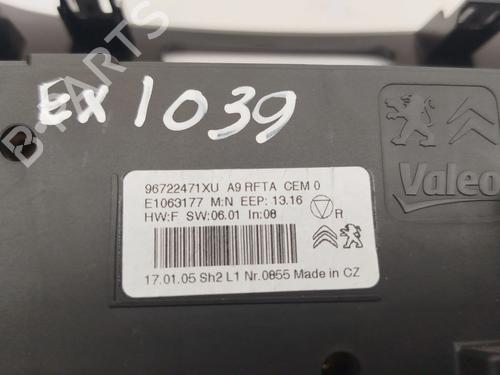 EX 1039
96722471XU A9 RFTA CEM 0
E1063177 M:N EEP: 13.16
HW:F SW:06.01 In:08
R
17.01.05 Sh2 L1 Nr.0855 Made in CZ
Valeo
B-PARTS